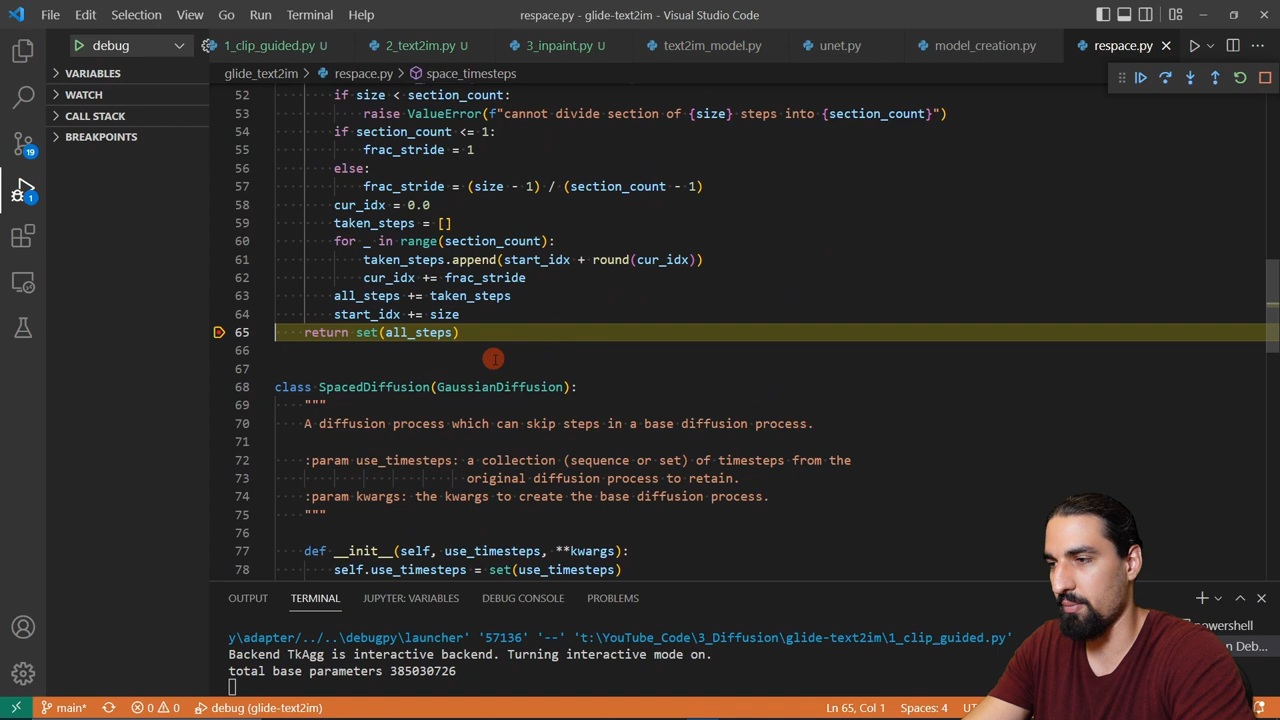 File Edit Selection View Go Run Terminal Help
respace.py - glide-text2im - Visual Studio Code
debug
1_clip_guided.py U
2_text2im.py U
3_inpaint.py U
text2im_model.py
unet.py
model_creation.py
respace.py
VARIABLES
WATCH
CALL STACK
BREAKPOINTS
19
1
glide_text2im > respace.py > space_timesteps
52 if size < section_count:
53 raise ValueError(f"cannot divide section of {size} steps into {section_count}")
54 if section_count <= 1:
55 frac_stride = 1
56 else:
57 frac_stride = (size - 1) / (section_count - 1)
58 cur_idx = 0.0
59 taken_steps = []
60 for _ in range(section_count):
61 taken_steps.append(start_idx + round(cur_idx))
62 cur_idx += frac_stride
63 all_steps += taken_steps
64 start_idx += size
65 return set(all_steps)
66
67
68 class SpacedDiffusion(GaussianDiffusion):
69 """
70 A diffusion process which can skip steps in a base diffusion process.
71
72 :param use_timesteps: a collection (sequence or set) of timesteps from the
73 original diffusion process to retain.
74 :param kwargs: the kwargs to create the base diffusion process.
75 """
76
77 def __init__(self, use_timesteps, **kwargs):
78 self.use_timesteps = set(use_timesteps)
OUTPUT TERMINAL JUPYTER: VARIABLES DEBUG CONSOLE PROBLEMS
y\adapter/../..\debugpy\launcher' '57136' '--' 't:\YouTube_Code\3_Diffusion\glide-text2im\1_clip_guided.py'
Backend TkAgg is interactive backend. Turning interactive mode on.
total base parameters 385030726
powershell
Deb...
main* 0 0 debug (glide-text2im)
Ln 65, Col 1 Spaces: 4